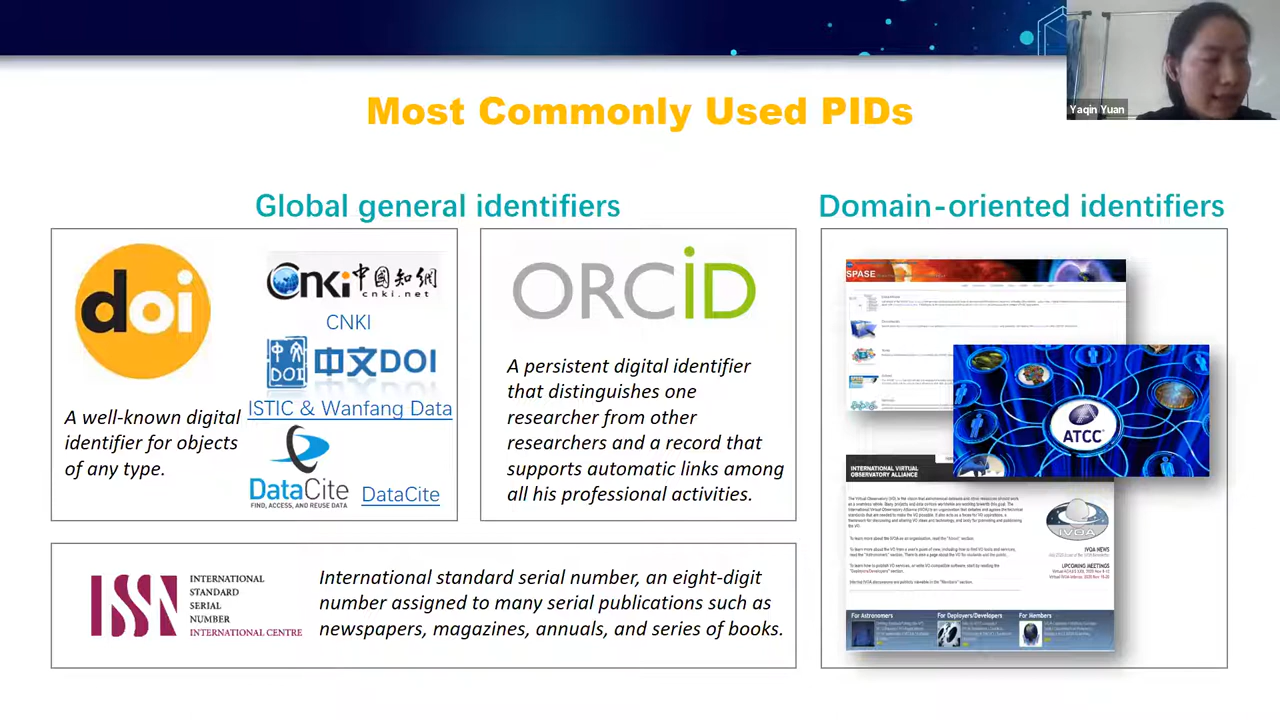 Yaqin Yuan
Most Commonly Used PIDs
Global general identifiers
Domain-oriented identifiers
doi
A well-known digital
identifier for objects
of any type.
CNKi 中國知網
cnki.net
CNKI
DOI
中文DOI
ISTIC & Wanfang Data
DataCite
FIND, ACCESS, AND REUSE DATA
DataCite
ORCiD
A persistent digital identifier
that distinguishes one
researcher from other
researchers and a record that
supports automatic links among
all his professional activities.
ISSN
INTERNATIONAL
STANDARD
SERIAL
NUMBER
INTERNATIONAL CENTRE
International standard serial number, an eight-digit
number assigned to many serial publications such as
newspapers, magazines, annuals, and series of books.
SPASE
ATCC
INTERNATIONAL VIRTUAL
OBSERVATORY ALLIANCE
IVOA
IVOA NEWS
UPCOMING MEETINGS
For Astronomers
For Deployers/Developers
For Members